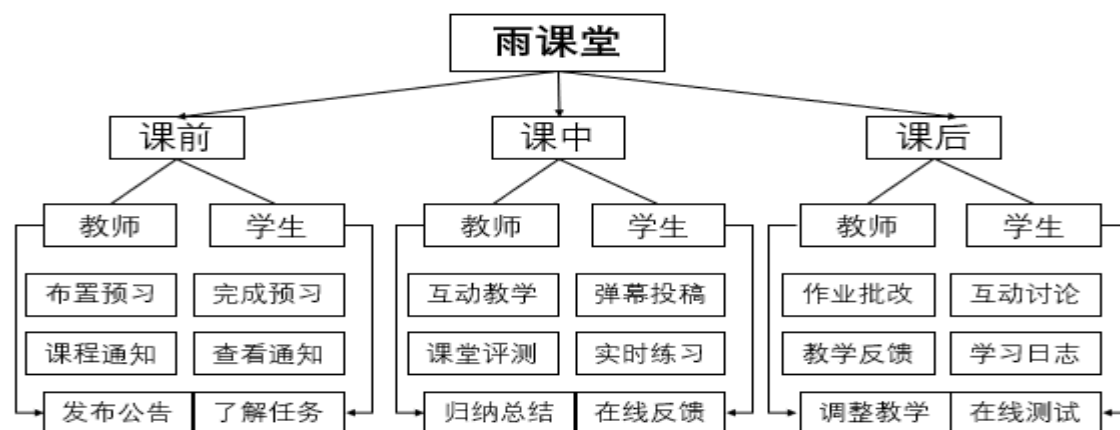 雨课堂
课前 课中 课后
教师 学生 教师 学生 教师 学生
布置预习 完成预习 互动教学 弹幕投稿 作业批改 互动讨论
课程通知 查看通知 课堂评测 实时练习 教学反馈 学习日志
发布公告 了解任务 归纳总结 在线反馈 调整教学 在线测试